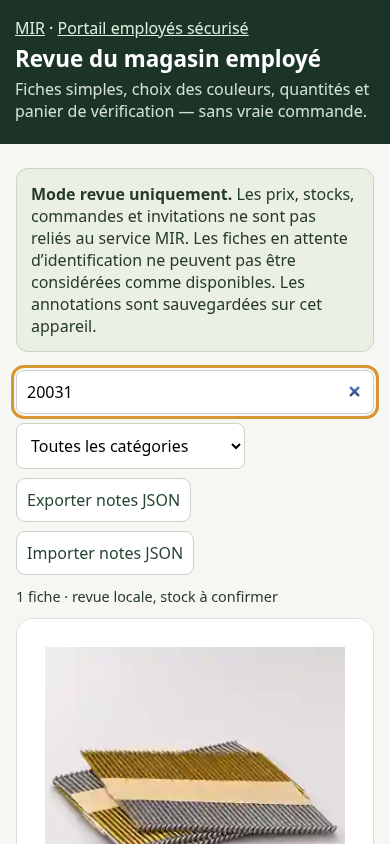 MIR · Portail employés sécurisé
Revue du magasin employé
Fiches simples, choix des couleurs, quantités et
panier de vérification — sans vraie commande.
Mode revue uniquement. Les prix, stocks,
commandes et invitations ne sont pas
reliés au service MIR. Les fiches en attente
d’identification ne peuvent pas être
considérées comme disponibles. Les
annotations sont sauvegardées sur cet
appareil.
20031
Toutes les catégories
Exporter notes JSON
Importer notes JSON
1 fiche · revue locale, stock à confirmer